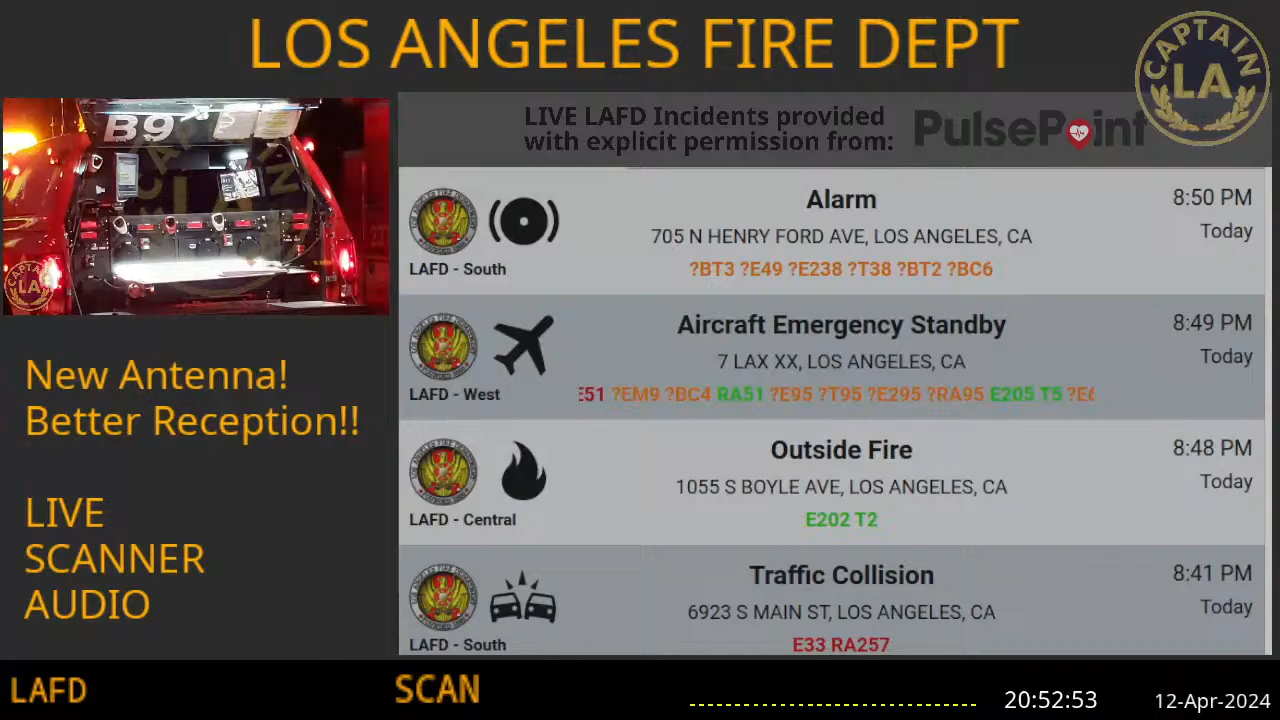 LOS ANGELES FIRE DEPT
CAPTAIN
LA
B9
LIVE LAFD Incidents provided
with explicit permission from:
PulsePoint
Alarm
8:50 PM
705 N HENRY FORD AVE, LOS ANGELES, CA
Today
?BT3 ?E49 ?E238 ?T38 ?BT2 ?BC6
LAFD - South
Aircraft Emergency Standby
8:49 PM
7 LAX XX, LOS ANGELES, CA
Today
E51 ?EM9 ?BC4 RA51 ?E95 ?T95 ?E295 ?RA95 E205 T5
LAFD - West
Outside Fire
8:48 PM
1055 S BOYLE AVE, LOS ANGELES, CA
Today
E202 T2
LAFD - Central
Traffic Collision
8:41 PM
6923 S MAIN ST, LOS ANGELES, CA
Today
E33 RA257
LAFD - South
New Antenna!
Better Reception!!
LIVE
SCANNER
AUDIO
LAFD
SCAN
20:52:53
12-Apr-2024